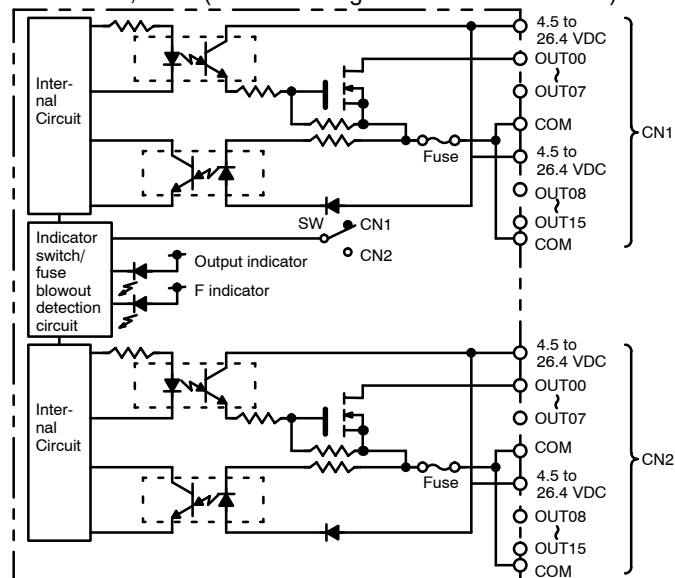 4.5 to
26.4 VDC
OUT00
OUT07
COM
4.5 to
26.4 VDC
OUT08
OUT15
COM
CN1
Inter-
nal
Circuit
Fuse
SW
CN1
CN2
Indicator
switch/
fuse
blowout
detection
circuit
Output indicator
F indicator
Inter-
nal
Circuit
Fuse
4.5 to
26.4 VDC
OUT00
OUT07
COM
4.5 to
26.4 VDC
OUT08
OUT15
COM
CN2